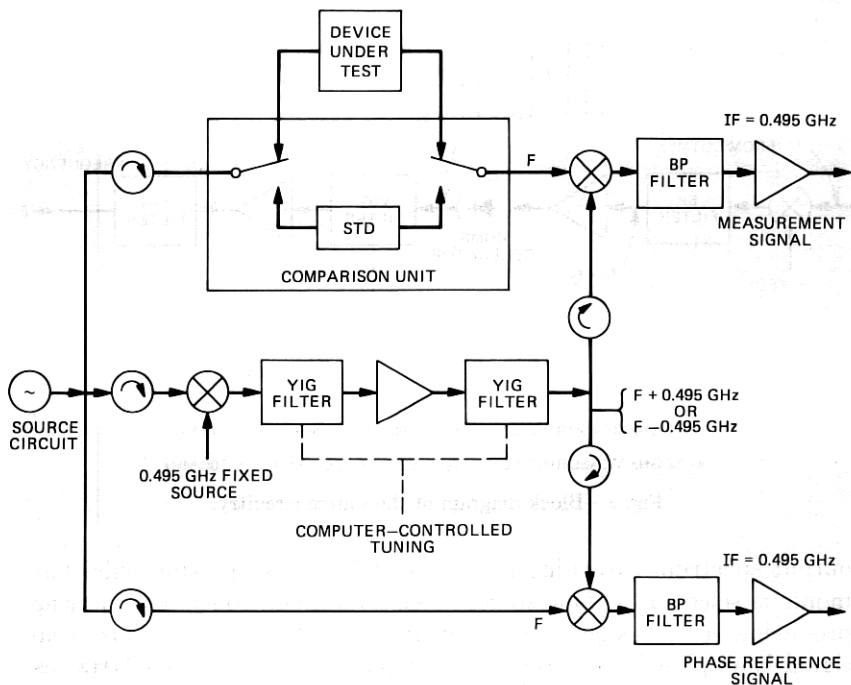 DEVICE
UNDER
TEST
IF = 0.495 GHz
F
BP
FILTER
MEASUREMENT
SIGNAL
STD
COMPARISON UNIT
~
SOURCE
CIRCUIT
YIG
FILTER
YIG
FILTER
F + 0.495 GHz
OR
F −0.495 GHz
0.495 GHz FIXED
SOURCE
COMPUTER−CONTROLLED
TUNING
IF = 0.495 GHz
F
BP
FILTER
PHASE REFERENCE
SIGNAL